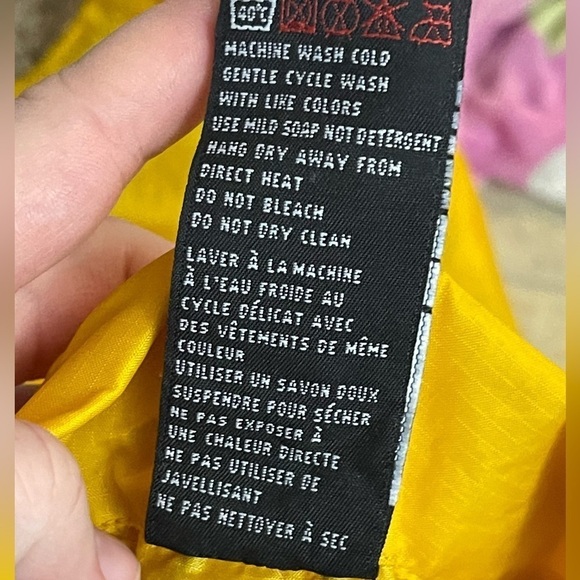 40°C
MACHINE WASH COLD
GENTLE CYCLE WASH
WITH LIKE COLORS
USE MILD SOAP NOT DETERGENT
HANG DRY AWAY FROM
DIRECT HEAT
DO NOT BLEACH
DO NOT DRY CLEAN
LAVER À LA MACHINE
À L'EAU FROIDE AU
CYCLE DÉLICAT AVEC
DES VÊTEMENTS DE MÊME
COULEUR
UTILISER UN SAVON DOUX
SUSPENDRE POUR SÉCHER
NE PAS EXPOSER À
UNE CHALEUR DIRECTE
NE PAS UTILISER DE
JAVELLISANT
NE PAS NETTOYER À SEC